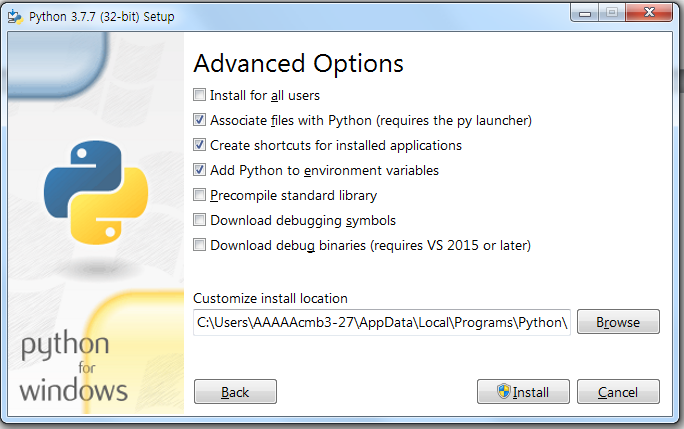 Python 3.7.7 (32-bit) Setup
Advanced Options
Install for all users
Associate files with Python (requires the py launcher)
Create shortcuts for installed applications
Add Python to environment variables
Precompile standard library
Download debugging symbols
Download debug binaries (requires VS 2015 or later)
Customize install location
C:\Users\AAAAAcmb3-27\AppData\Local\Programs\Python\
Browse
python
for
windows
Back
Install
Cancel